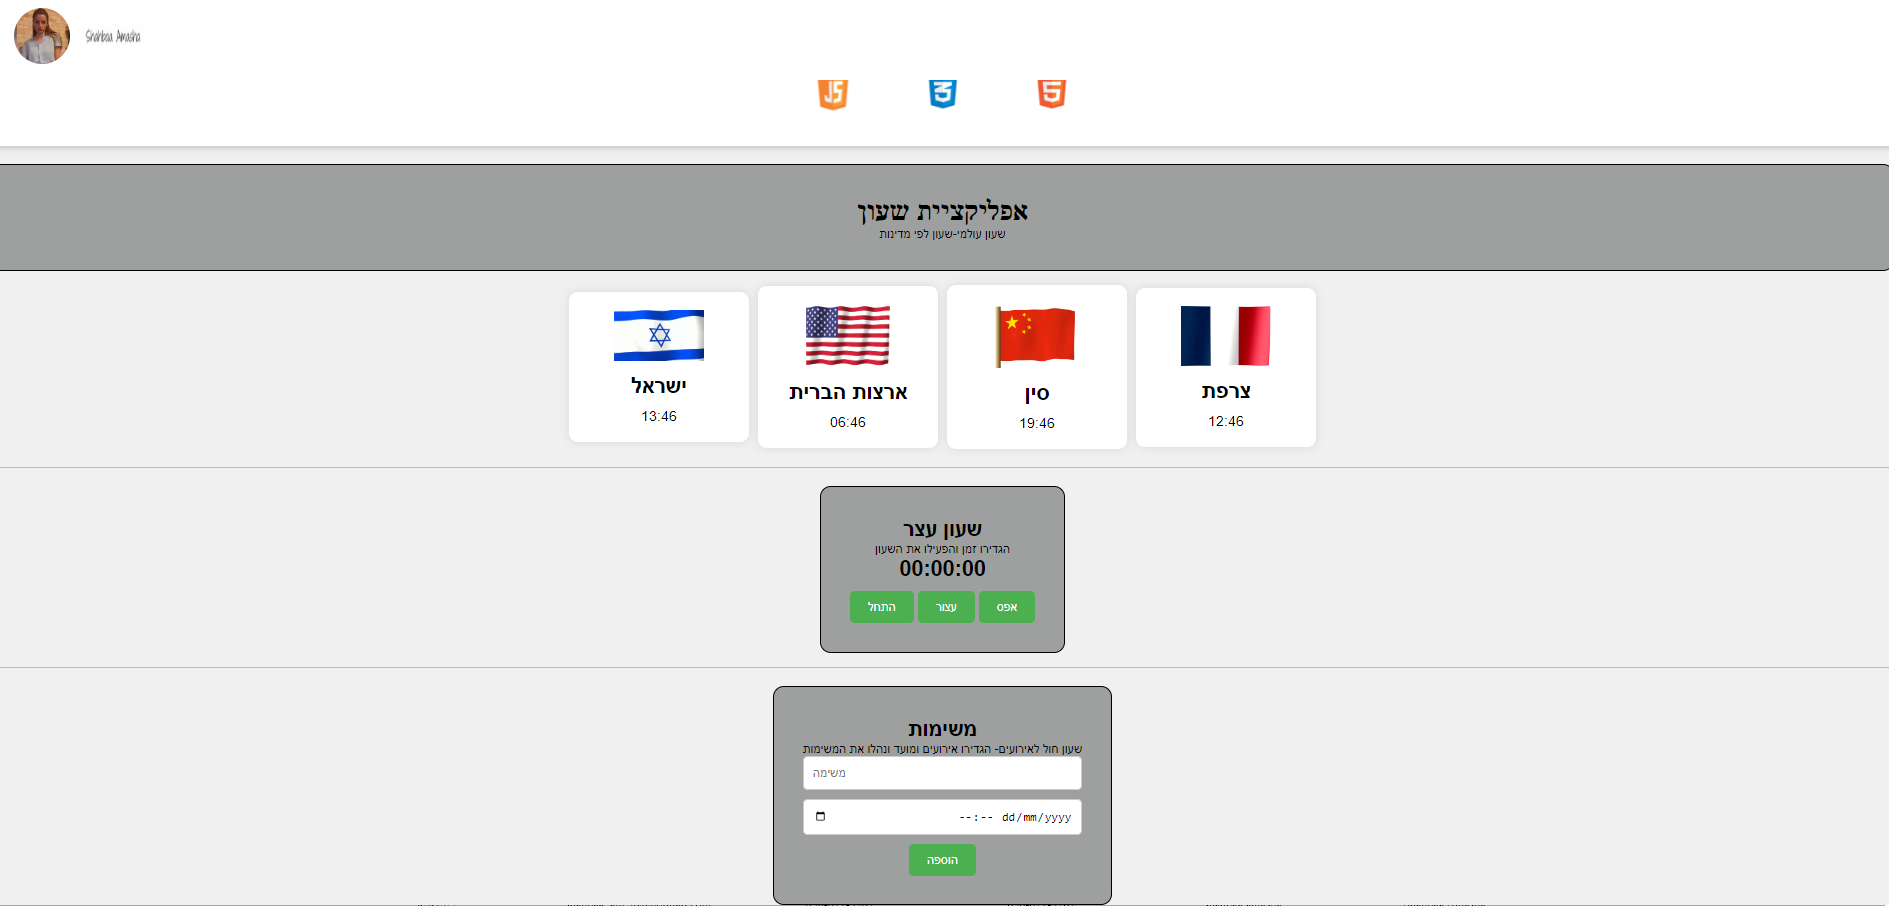 Shahbaa Amasha
JS
3
5
אפליקציית שעון
שעון עולמי-שעון לפי מדינות
ישראל
13:46
ארצות הברית
06:46
סין
19:46
צרפת
12:46
שעון עצר
הגדירו זמן והפעילו את השעון
00:00:00
התחל עצור אפס
משימות
שעון חול לאירועים- הגדירו אירועים ומועד ונהלו את המשימות
משימה
--:-- dd/mm/yyyy
הוספה